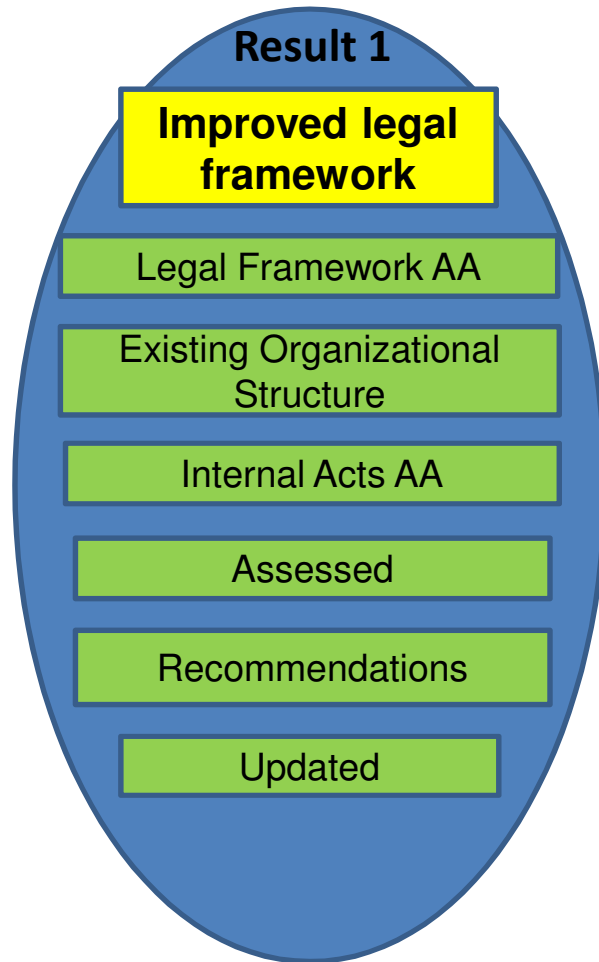 Result 1
Improved legal
framework
Legal Framework AA
Existing Organizational
Structure
Internal Acts AA
Assessed
Recommendations
Updated